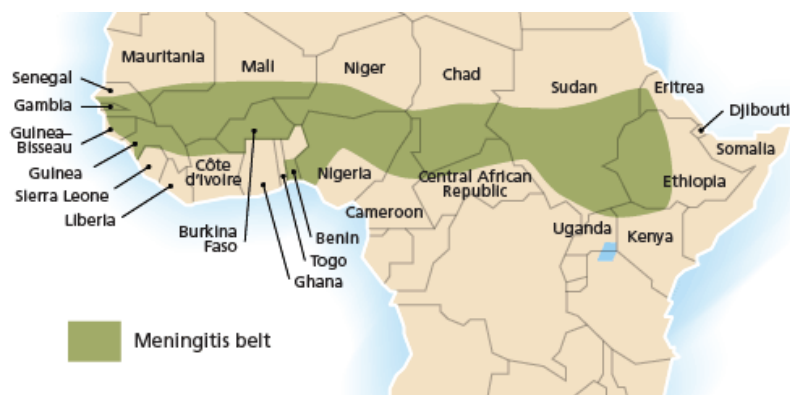 Mauritania
Mali
Niger
Chad
Sudan
Eritrea
Djibouti
Somalia
Ethiopia
Senegal
Gambia
Guinea–
Bissau
Guinea
Sierra Leone
Liberia
Côte
d'Ivoire
Burkina
Faso
Ghana
Togo
Benin
Nigeria
Cameroon
Central African
Republic
Uganda
Kenya
Meningitis belt